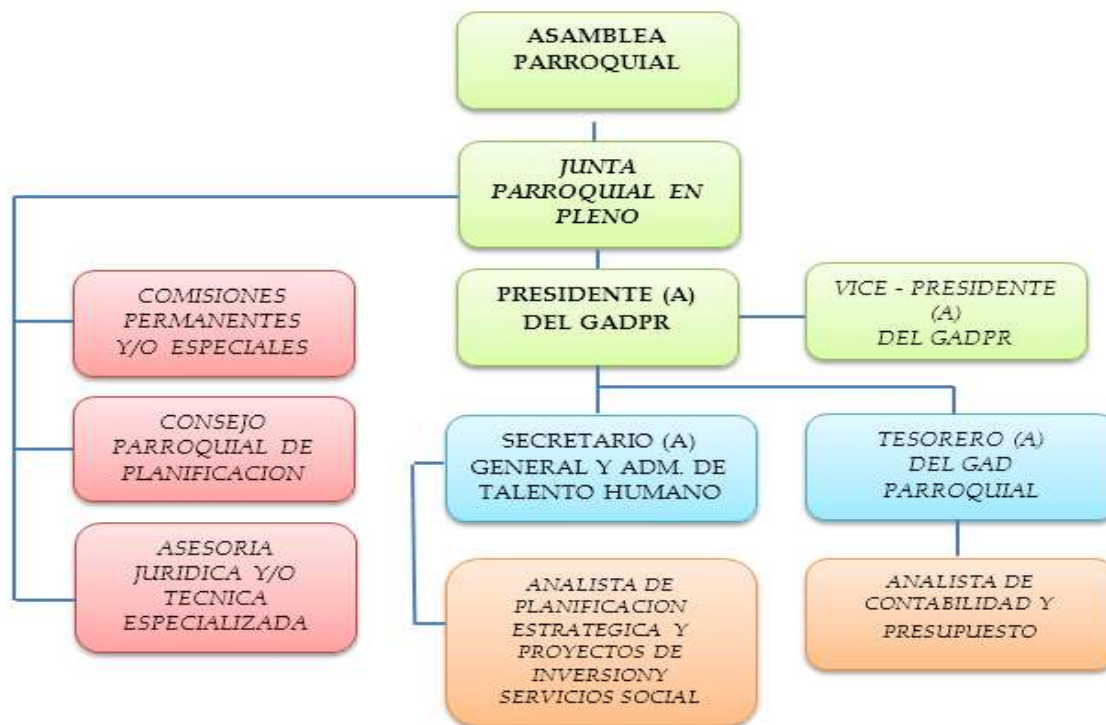 ASAMBLEA
PARROQUIAL
JUNTA
PARROQUIAL EN
PLENO
PRESIDENTE (A)
DEL GADPR
VICE - PRESIDENTE
(A)
DEL GADPR
COMISIONES
PERMANENTES
Y/O ESPECIALES
CONSEJO
PARROQUIAL DE
PLANIFICACION
ASESORIA
JURIDICA Y/O
TECNICA
ESPECIALIZADA
SECRETARIO (A)
GENERAL Y ADM. DE
TALENTO HUMANO
TESORERO (A)
DEL GAD
PARROQUIAL
ANALISTA DE
PLANIFICACION
ESTRATEGICA Y
PROYECTOS DE
INVERSIONY
SERVICIOS SOCIAL
ANALISTA DE
CONTABILIDAD Y
PRESUPUESTO